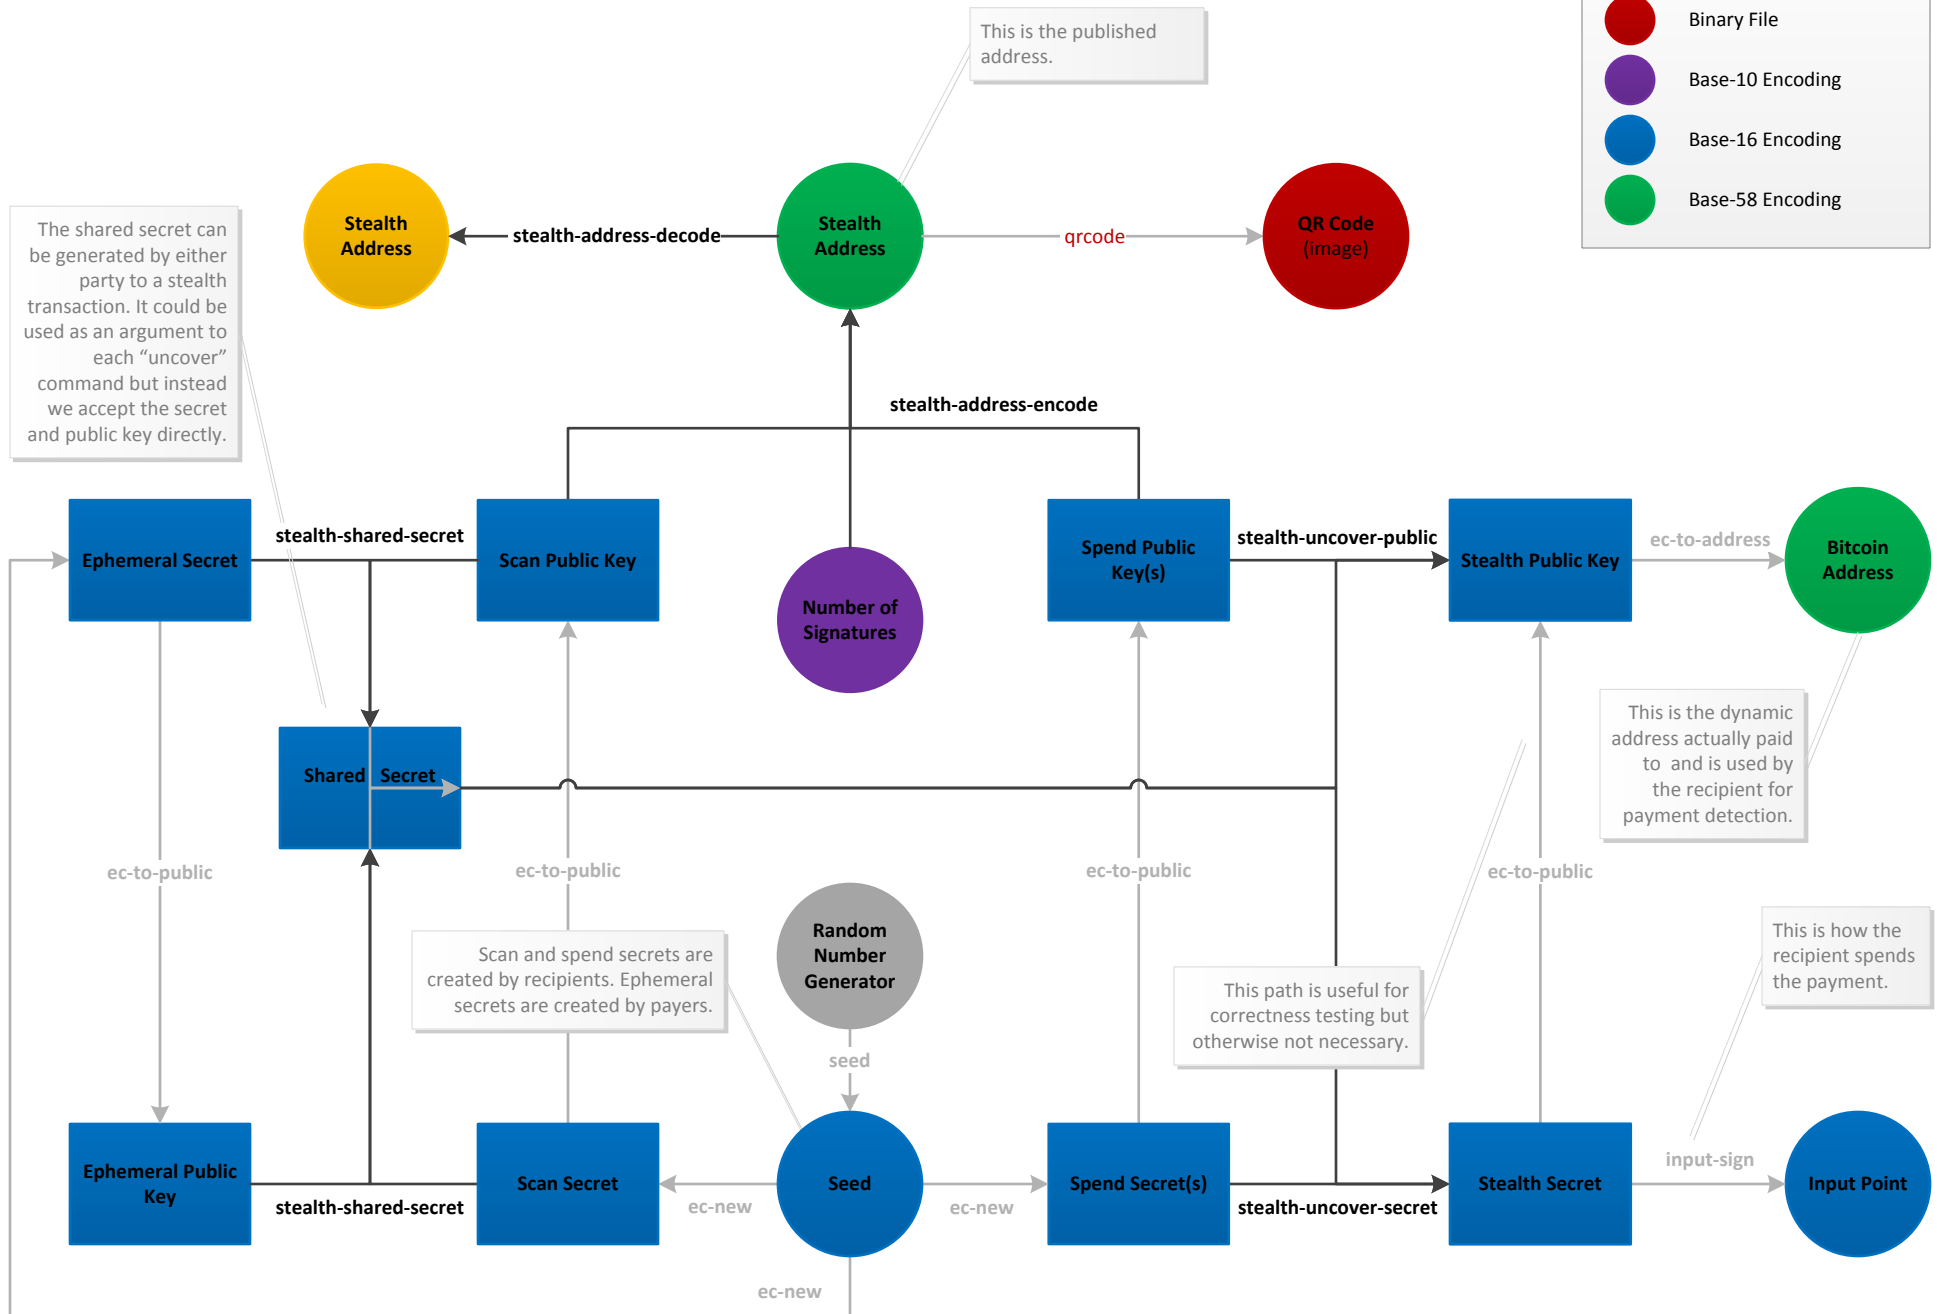 Binary File
This is the published
address.
Base-10 Encoding
Base-16 Encoding
Base-58 Encoding
The shared secret can
be generated by either
party to a stealth
transaction. It could be
used as an argument to
each “uncover”
command but instead
we accept the secret
and public key directly.
Stealth
Address
stealth-address-decode
Stealth
Address
qrcode
QR Code
(image)
stealth-address-encode
Ephemeral Secret
stealth-shared-secret
Scan Public Key
Number of
Signatures
Spend Public
Key(s)
stealth-uncover-public
Stealth Public Key
ec-to-address
Bitcoin
Address
Shared Secret
This is the dynamic
address actually paid
to and is used by
the recipient for
payment detection.
ec-to-public
ec-to-public
ec-to-public
ec-to-public
Scan and spend secrets are
created by recipients. Ephemeral
secrets are created by payers.
Random
Number
Generator
This path is useful for
correctness testing but
otherwise not necessary.
This is how the
recipient spends
the payment.
seed
Ephemeral Public
Key
stealth-shared-secret
Scan Secret
ec-new
Seed
ec-new
Spend Secret(s)
stealth-uncover-secret
Stealth Secret
input-sign
Input Point
ec-new